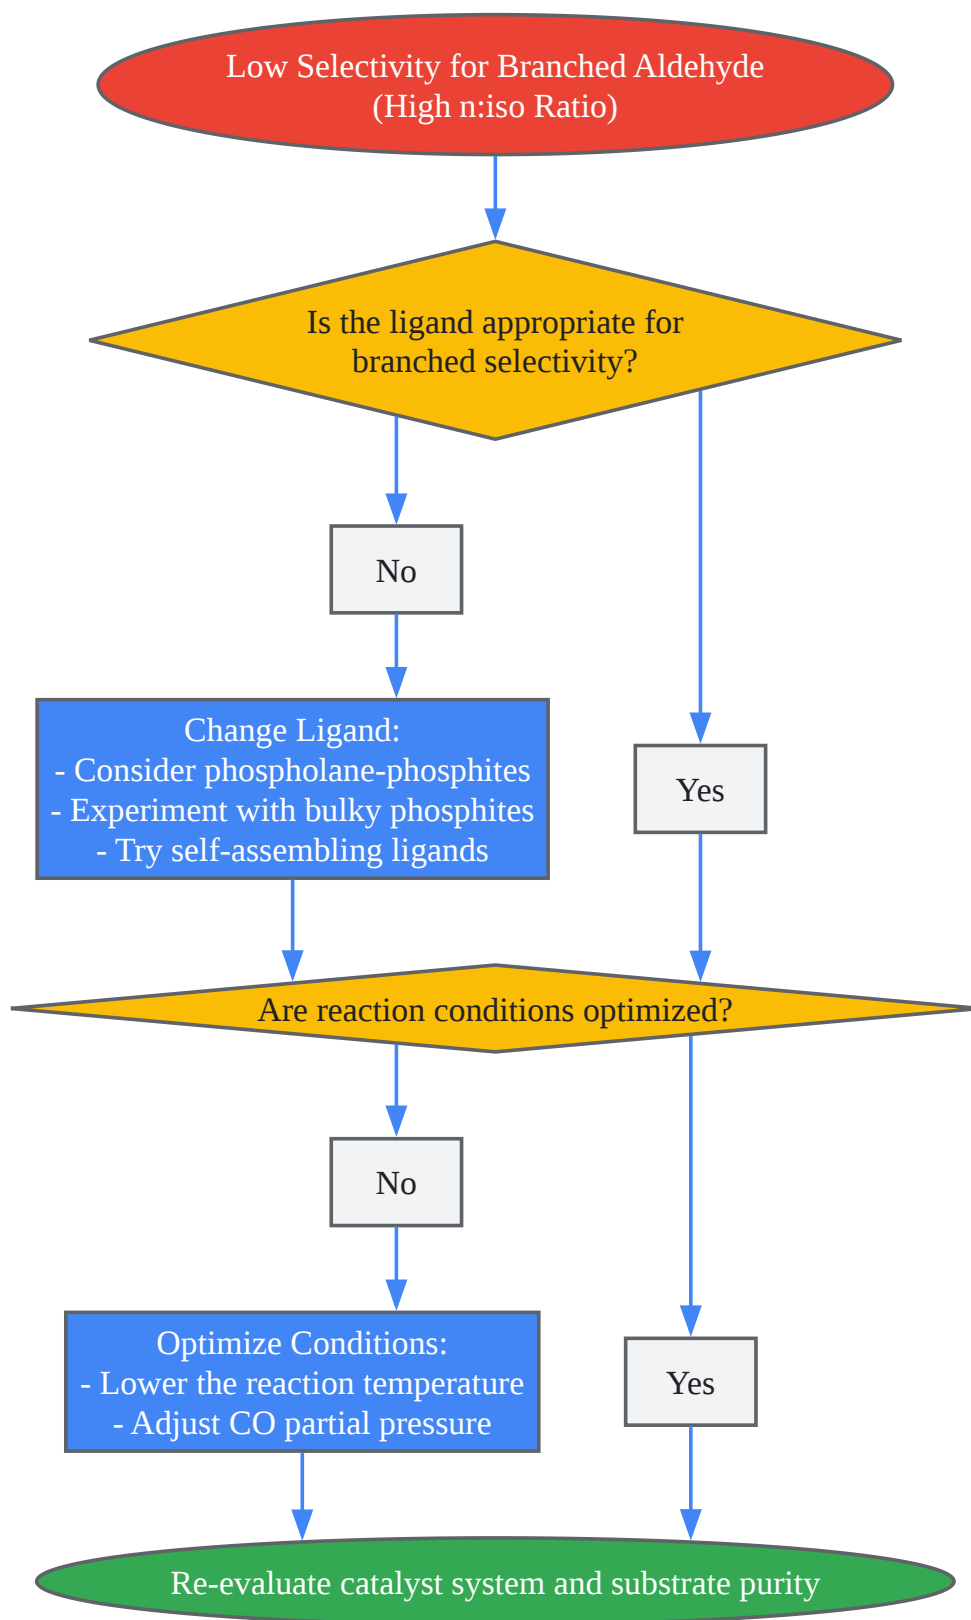 Low Selectivity for Branched Aldehyde
(High n:iso Ratio)
Is the ligand appropriate for
branched selectivity?
No
Change Ligand:
- Consider phospholane-phosphites
- Experiment with bulky phosphites
- Try self-assembling ligands
Yes
Are reaction conditions optimized?
No
Optimize Conditions:
- Lower the reaction temperature
- Adjust CO partial pressure
Yes
Re-evaluate catalyst system and substrate purity